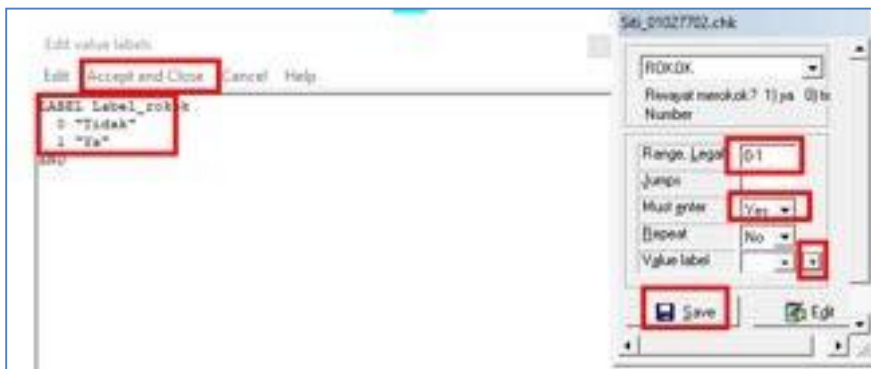 Edit value labels
Edit Accept and Close Cancel Help
LABEL Label_rokok
0 "Tidak"
1 "Ya"
END
Siti_01027702.chk
ROKOK
Riwayat merokok? 1) ya 0) ti
Number
Range, Legal 0-1
Jumps
Must enter Yes
Repeat No
Value label +
Save Edit